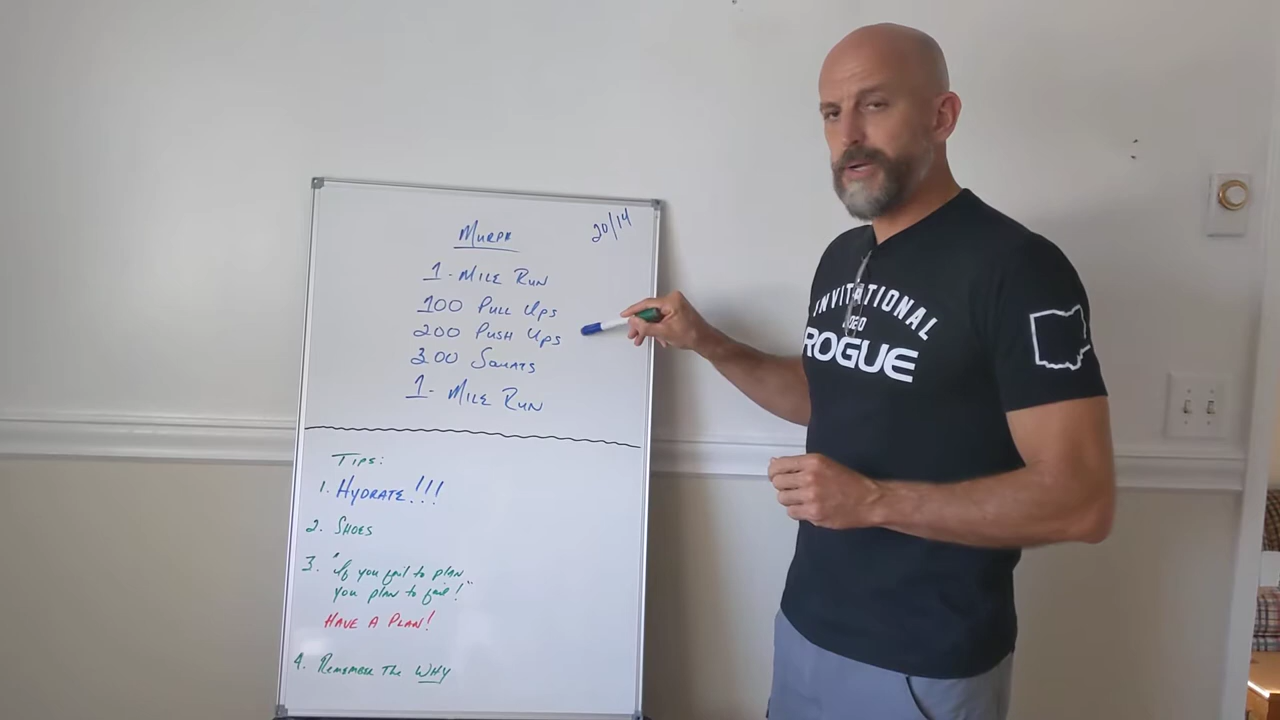 MURPH
20/14
1 - MILE RUN
100 PULL UPS
200 PUSH UPS
300 SQUATS
1 - MILE RUN
TIPS:
1. HYDRATE!!!
2. SHOES
3. "If you fail to plan
you plan to fail!"
HAVE A PLAN!
4. REMEMBER THE WHY
INVITATIONAL
2020
ROGUE